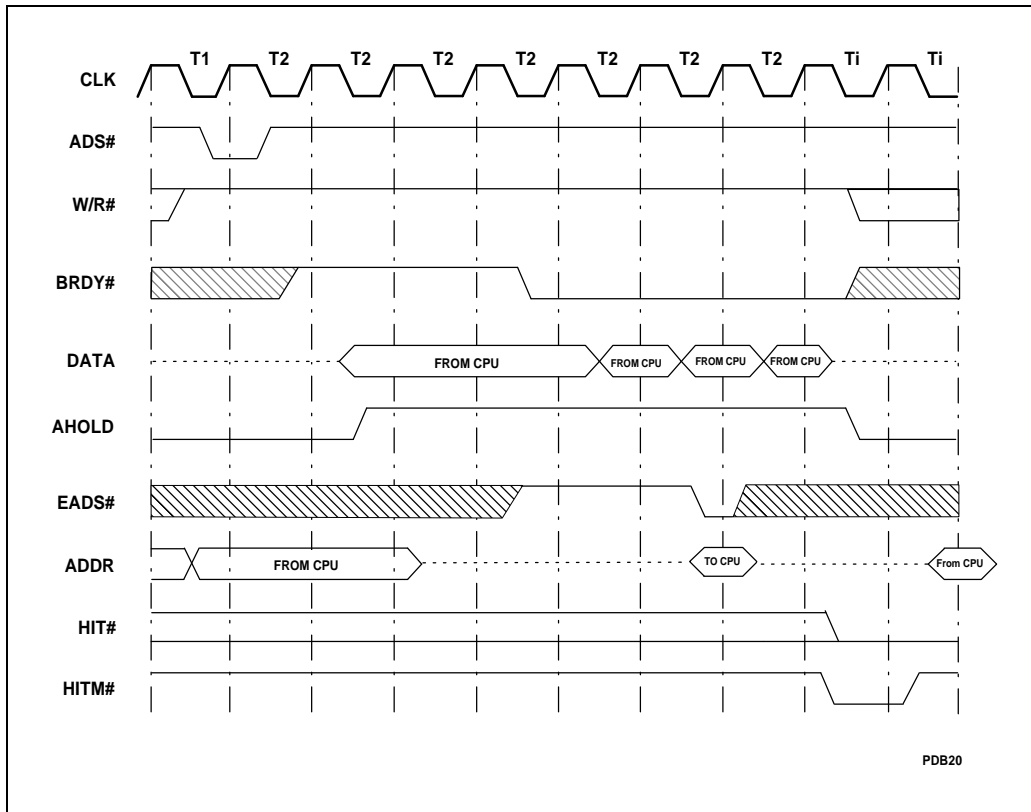 T1 T2 T2 T2 T2 T2 T2 T2 Ti Ti
CLK
ADS#
W/R#
BRDY#
DATA FROM CPU FROM CPU FROM CPU FROM CPU
AHOLD
EADS#
ADDR FROM CPU TO CPU From CPU
HIT#
HITM#
PDB20